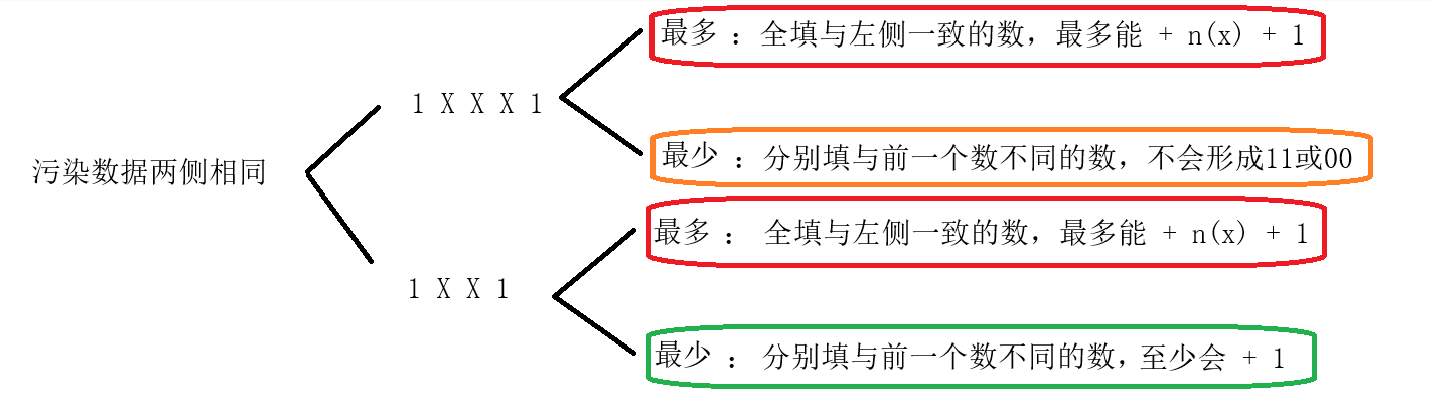 最多 ：全填与左侧一致的数，最多能 + n(x) + 1
1 X X X 1
最少 ：分别填与前一个数不同的数，不会形成11或00
污染数据两侧相同
最多 ： 全填与左侧一致的数，最多能 + n(x) + 1
1 X X 1
最少 ： 分别填与前一个数不同的数，至少会 + 1